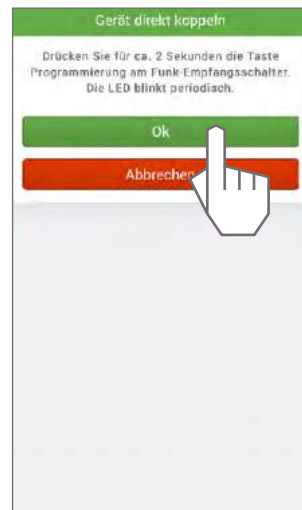 Gerät direkt koppeln
Drücken Sie für ca. 2 Sekunden die Taste
Programmierung am Funk-Empfangsschalter.
Die LED blinkt periodisch.
Ok
Abbrechen